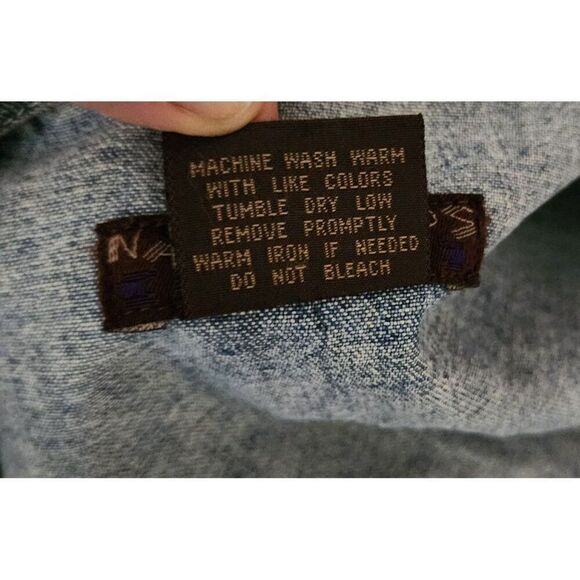 MACHINE WASH WARM
WITH LIKE COLORS
TUMBLE DRY LOW
REMOVE PROMPTLY
WARM IRON IF NEEDED
DO NOT BLEACH